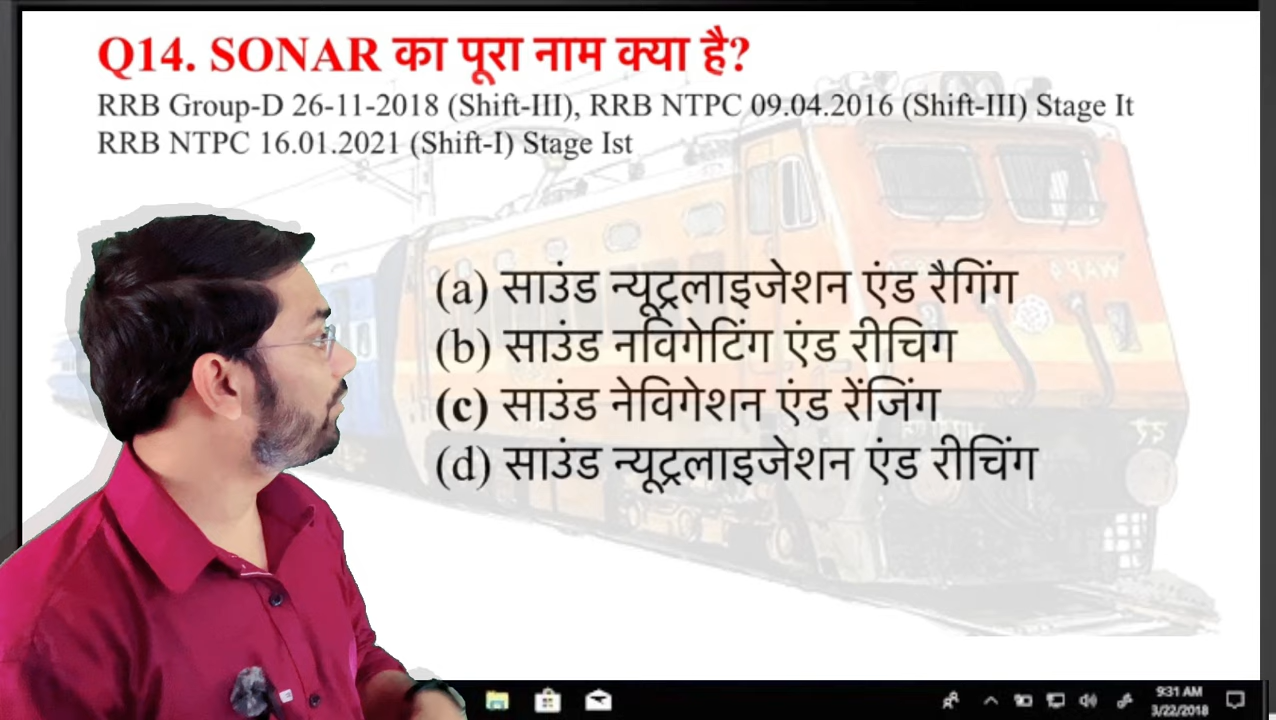 Q14. SONAR का पूरा नाम क्या है?
RRB Group-D 26-11-2018 (Shift-III), RRB NTPC 09.04.2016 (Shift-III) Stage It
RRB NTPC 16.01.2021 (Shift-I) Stage Ist
(a) साउंड न्यूट्रलाइजेशन एंड रैगिंग
(b) साउंड नविगेटिंग एंड रीचिग
(c) साउंड नेविगेशन एंड रेंजिंग
(d) साउंड न्यूट्रलाइजेशन एंड रीचिंग
9:31 AM
3/22/2018